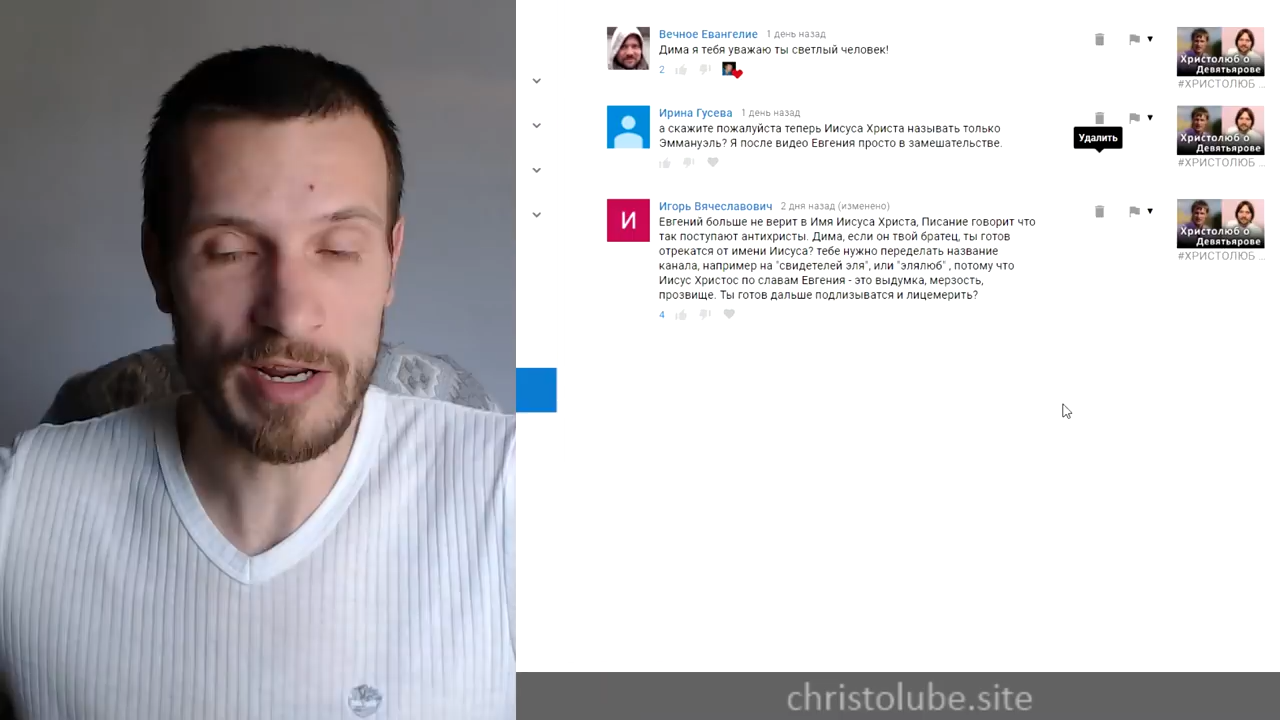 Вечное Евангелие 1 день назад
Дима я тебя уважаю ты светлый человек!
2
Христолюб о
Девятьярове
#ХРИСТОЛЮБ ...
Ирина Гусева 1 день назад
а скажите пожалуйста теперь Иисуса Христа называть только
Эммануэль? Я после видео Евгения просто в замешательстве.
Удалить
Христолюб о
Девятьярове
#ХРИСТОЛЮБ ...
И
Игорь Вячеславович 2 дня назад (изменено)
Евгений больше не верит в Имя Иисуса Христа, Писание говорит что
так поступают антихристы. Дима, если он твой братец, ты готов
отрекатся от имени Иисуса? тебе нужно переделать название
канала, например на "свидетелей эля", или "элялюб" , потому что
Иисус Христос по славам Евгения - это выдумка, мерзость,
прозвище. Ты готов дальше подлизыватся и лицемерить?
4
Христолюб о
Девятьярове
#ХРИСТОЛЮБ ...
christolube.site